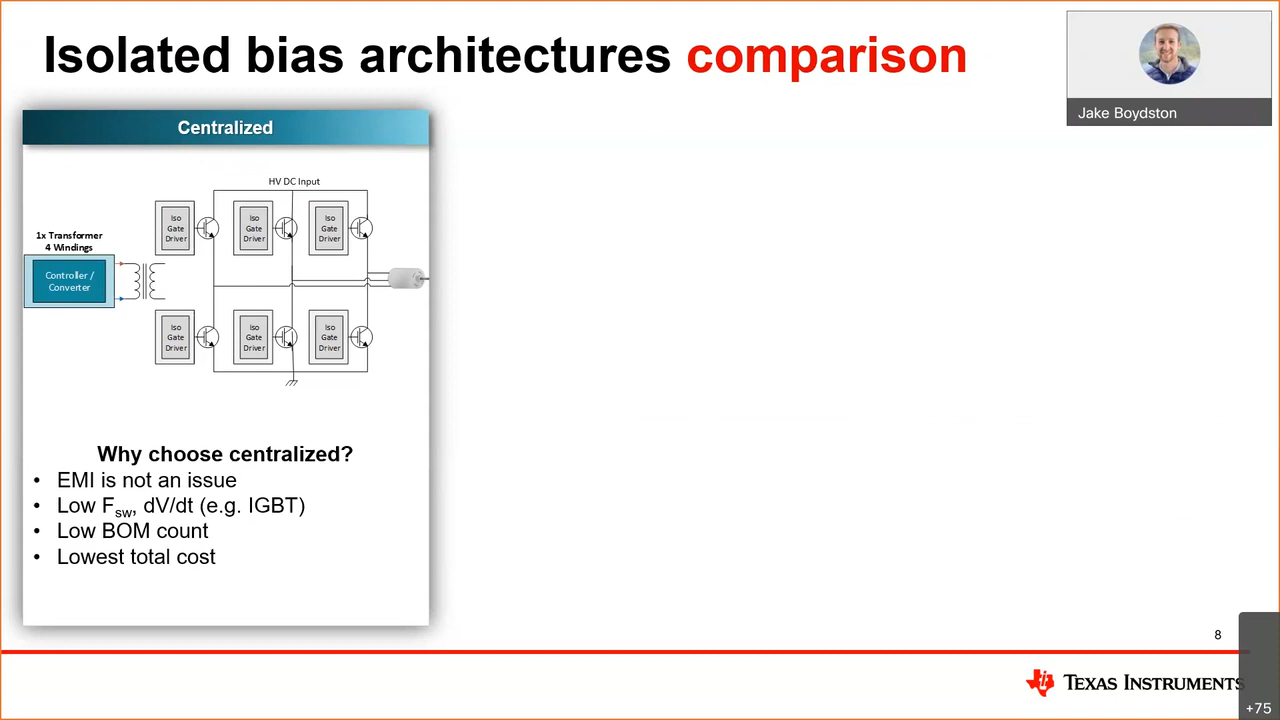 Isolated bias architectures comparison
Jake Boydston
Centralized
HV DC Input
Iso Gate Driver
Iso Gate Driver
Iso Gate Driver
1x Transformer
4 Windings
Controller /
Converter
Iso Gate Driver
Iso Gate Driver
Iso Gate Driver
Why choose centralized?
• EMI is not an issue
• Low Fsw, dV/dt (e.g. IGBT)
• Low BOM count
• Lowest total cost
8
TEXAS INSTRUMENTS
+75